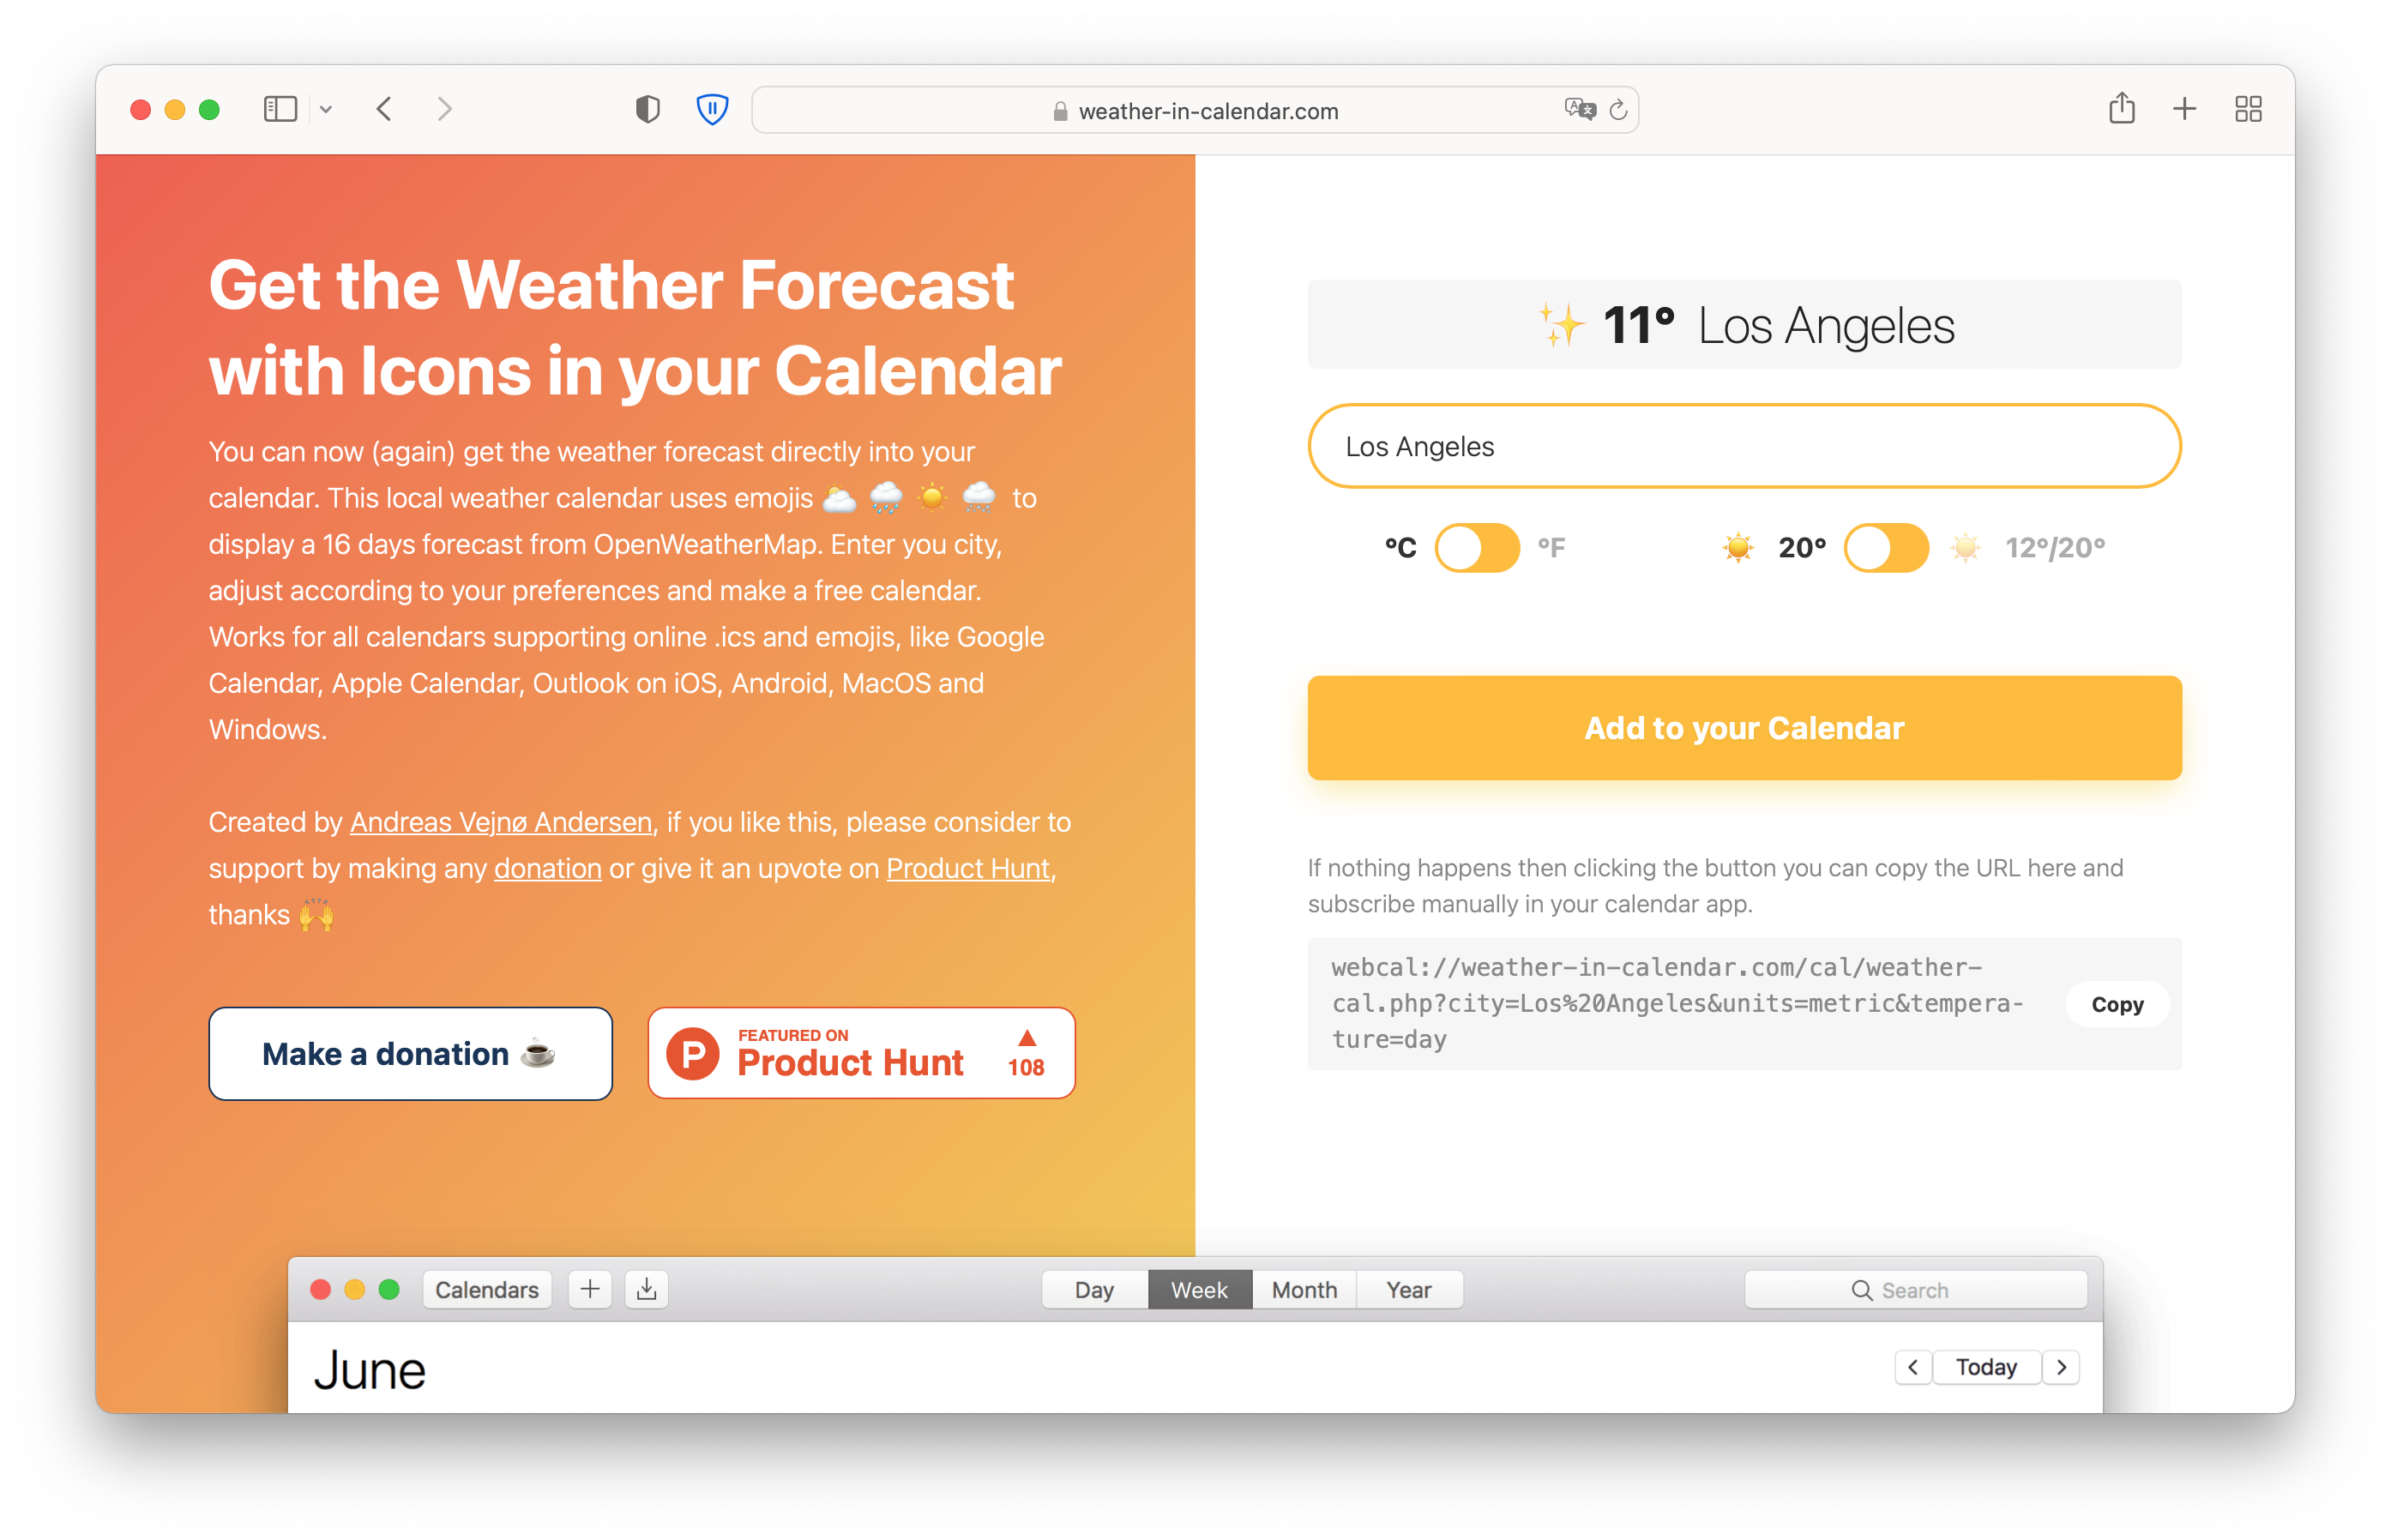 weather-in-calendar.com
Get the Weather Forecast
with Icons in your Calendar
You can now (again) get the weather forecast directly into your
calendar. This local weather calendar uses emojis 🌥️ 🌧️ ☀️ 🌨️ to
display a 16 days forecast from OpenWeatherMap. Enter you city,
adjust according to your preferences and make a free calendar.
Works for all calendars supporting online .ics and emojis, like Google
Calendar, Apple Calendar, Outlook on iOS, Android, MacOS and
Windows.
Created by Andreas Vejnø Andersen, if you like this, please consider to
support by making any donation or give it an upvote on Product Hunt,
thanks 🙌
Make a donation ☕
P
FEATURED ON
Product Hunt
▲
108
✨ 11° Los Angeles
Los Angeles
°C °F
☀️ 20° ☀️ 12°/20°
Add to your Calendar
If nothing happens then clicking the button you can copy the URL here and
subscribe manually in your calendar app.
webcal://weather-in-calendar.com/cal/weather-
cal.php?city=Los%20Angeles&units=metric&tempera-
ture=day
Copy
Calendars
Day Week Month Year
Search
June
Today